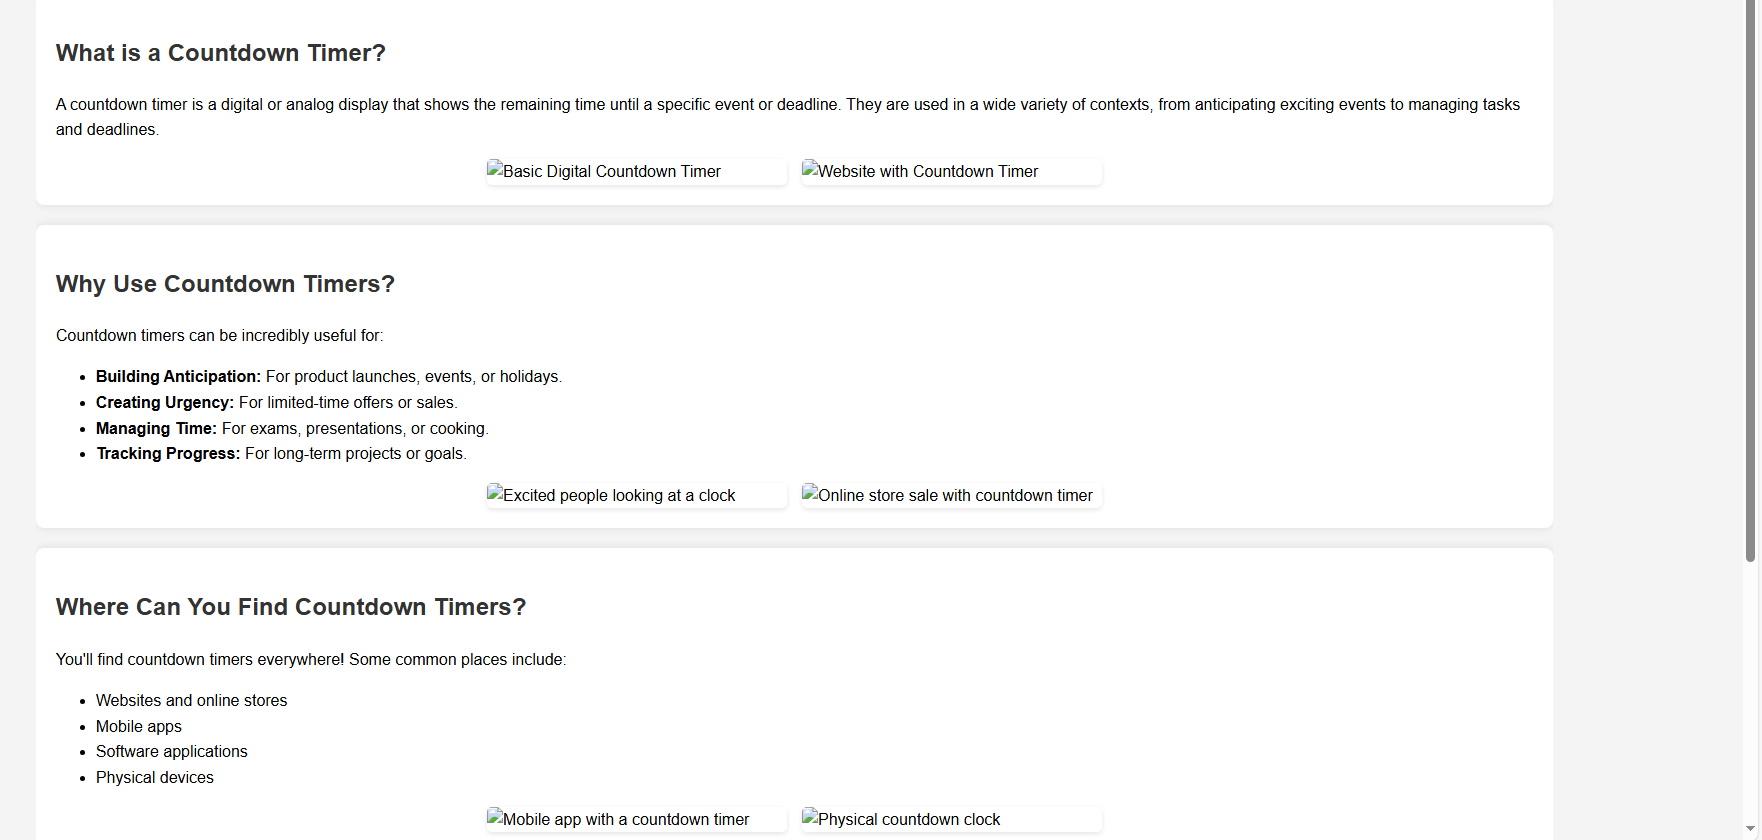 What is a Countdown Timer?
A countdown timer is a digital or analog display that shows the remaining time until a specific event or deadline. They are used in a wide variety of contexts, from anticipating exciting events to managing tasks
and deadlines.
Basic Digital Countdown Timer
Website with Countdown Timer
Why Use Countdown Timers?
Countdown timers can be incredibly useful for:
• Building Anticipation: For product launches, events, or holidays.
• Creating Urgency: For limited-time offers or sales.
• Managing Time: For exams, presentations, or cooking.
• Tracking Progress: For long-term projects or goals.
Excited people looking at a clock
Online store sale with countdown timer
Where Can You Find Countdown Timers?
You'll find countdown timers everywhere! Some common places include:
• Websites and online stores
• Mobile apps
• Software applications
• Physical devices
Mobile app with a countdown timer
Physical countdown clock